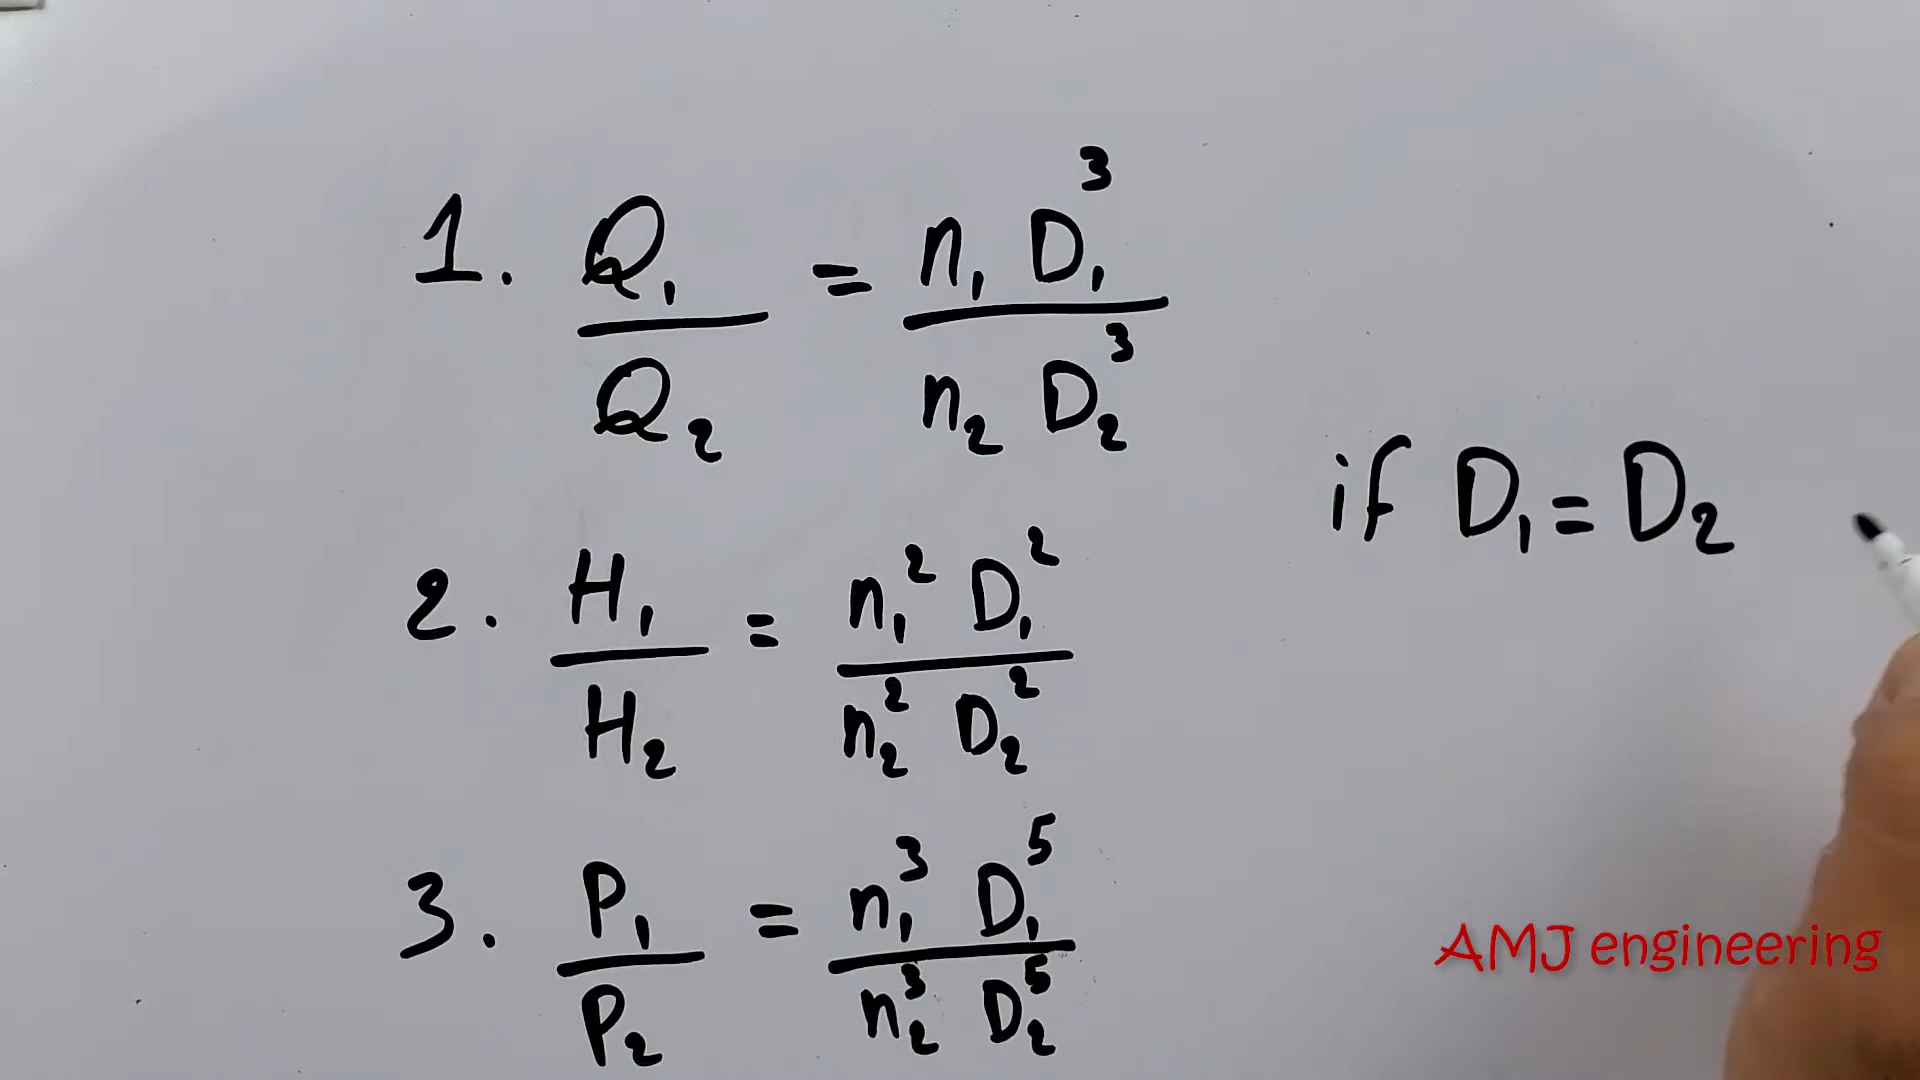 1. Q₁/Q₂ = n₁ D₁³ / n₂ D₂³
if D₁ = D₂
2. H₁/H₂ = n₁² D₁² / n₂² D₂²
3. P₁/P₂ = n₁³ D₁⁵ / n₂³ D₂⁵
AMJ engineering